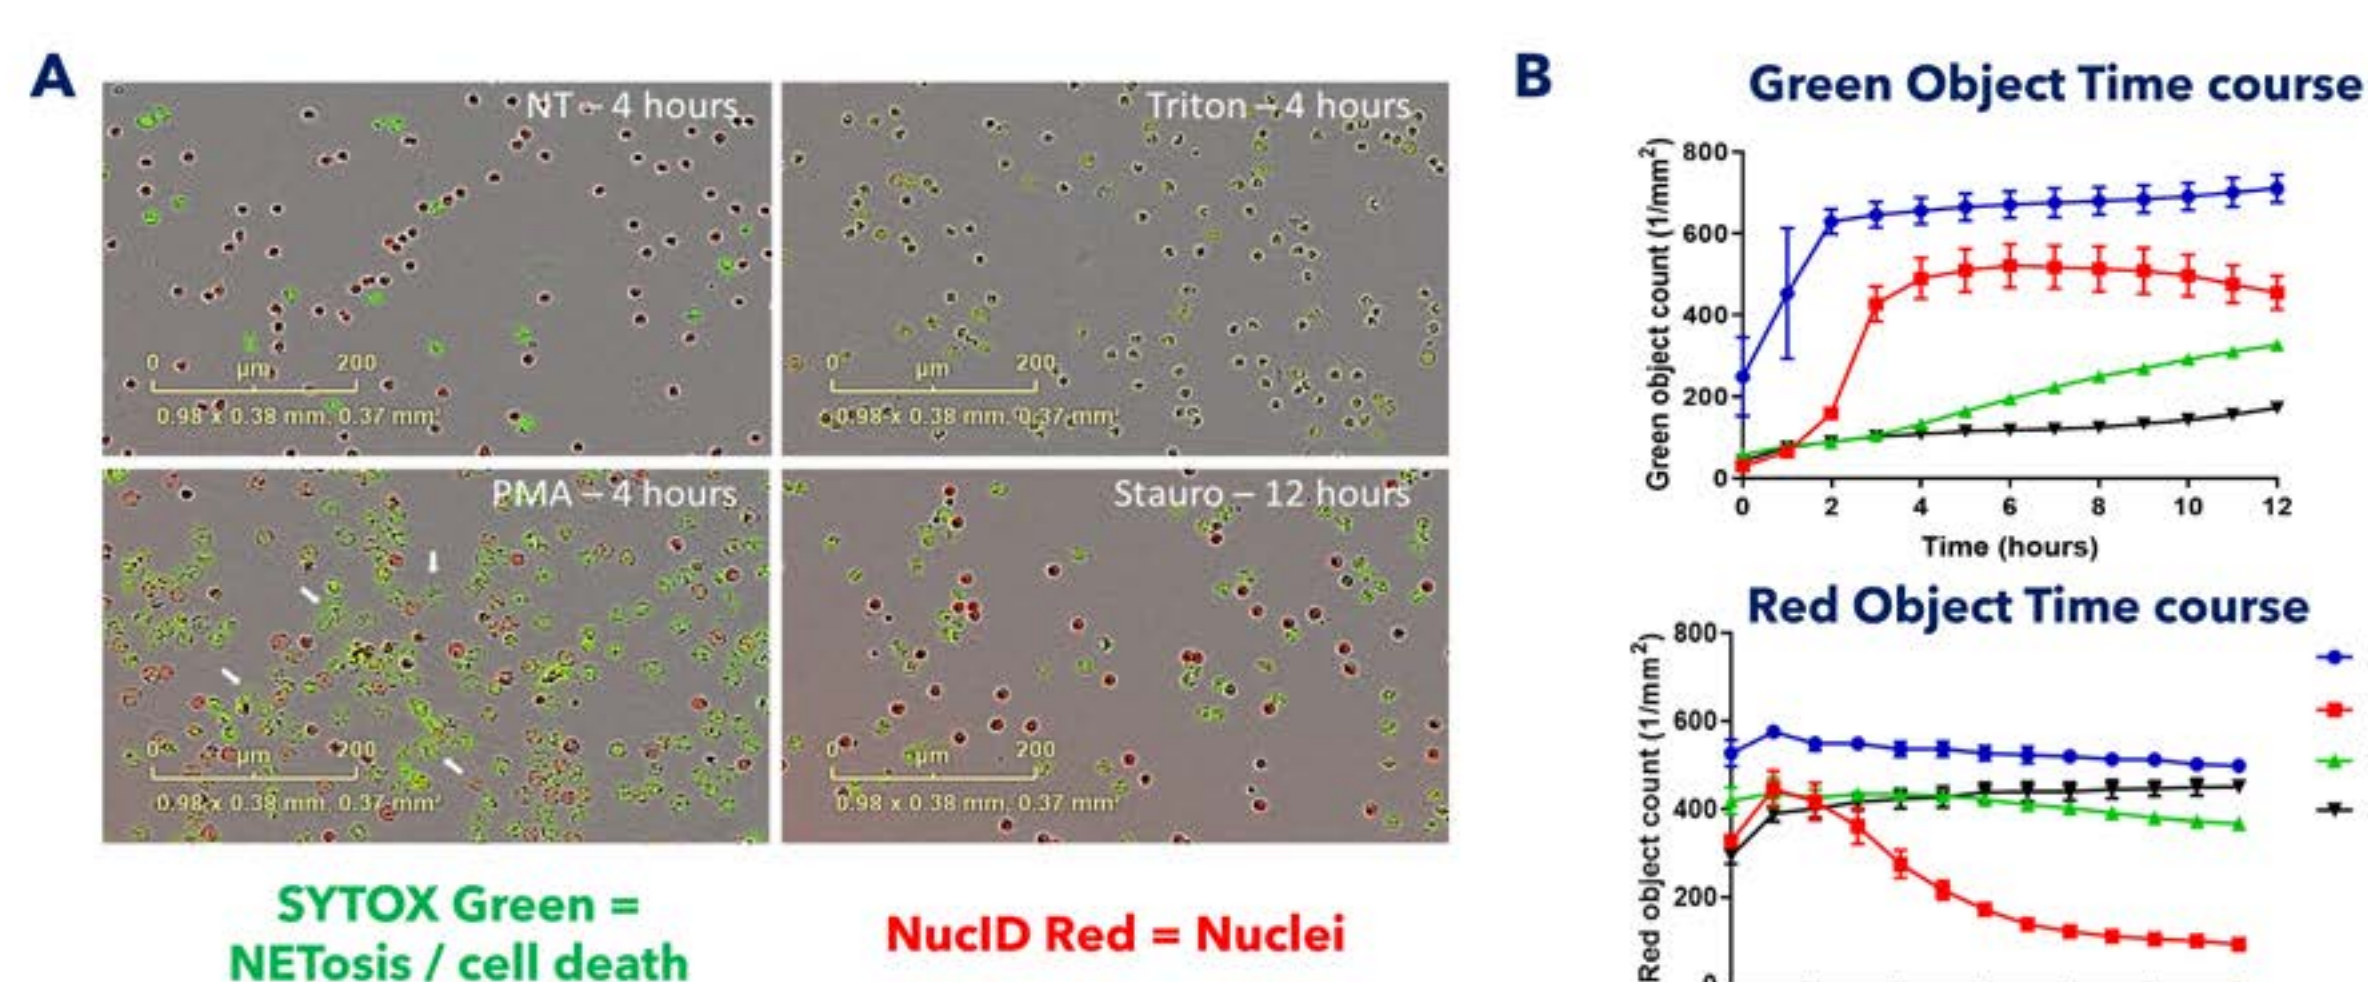 A
NT – 4 hours
0 µm 200
0.98 x 0.38 mm, 0.37 mm²
Triton – 4 hours
0 µm 200
0.98 x 0.38 mm, 0.37 mm²
PMA – 4 hours
0 µm 200
0.98 x 0.38 mm, 0.37 mm²
Stauro – 12 hours
0 µm 200
0.98 x 0.38 mm, 0.37 mm²
SYTOX Green =
NETosis / cell death
NucID Red = Nuclei
B
Green Object Time course
Green object count (1/mm²)
800
600
400
200
0
0 2 4 6 8 10 12
Time (hours)
Red Object Time course
Red object count (1/mm²)
800
600
400
200